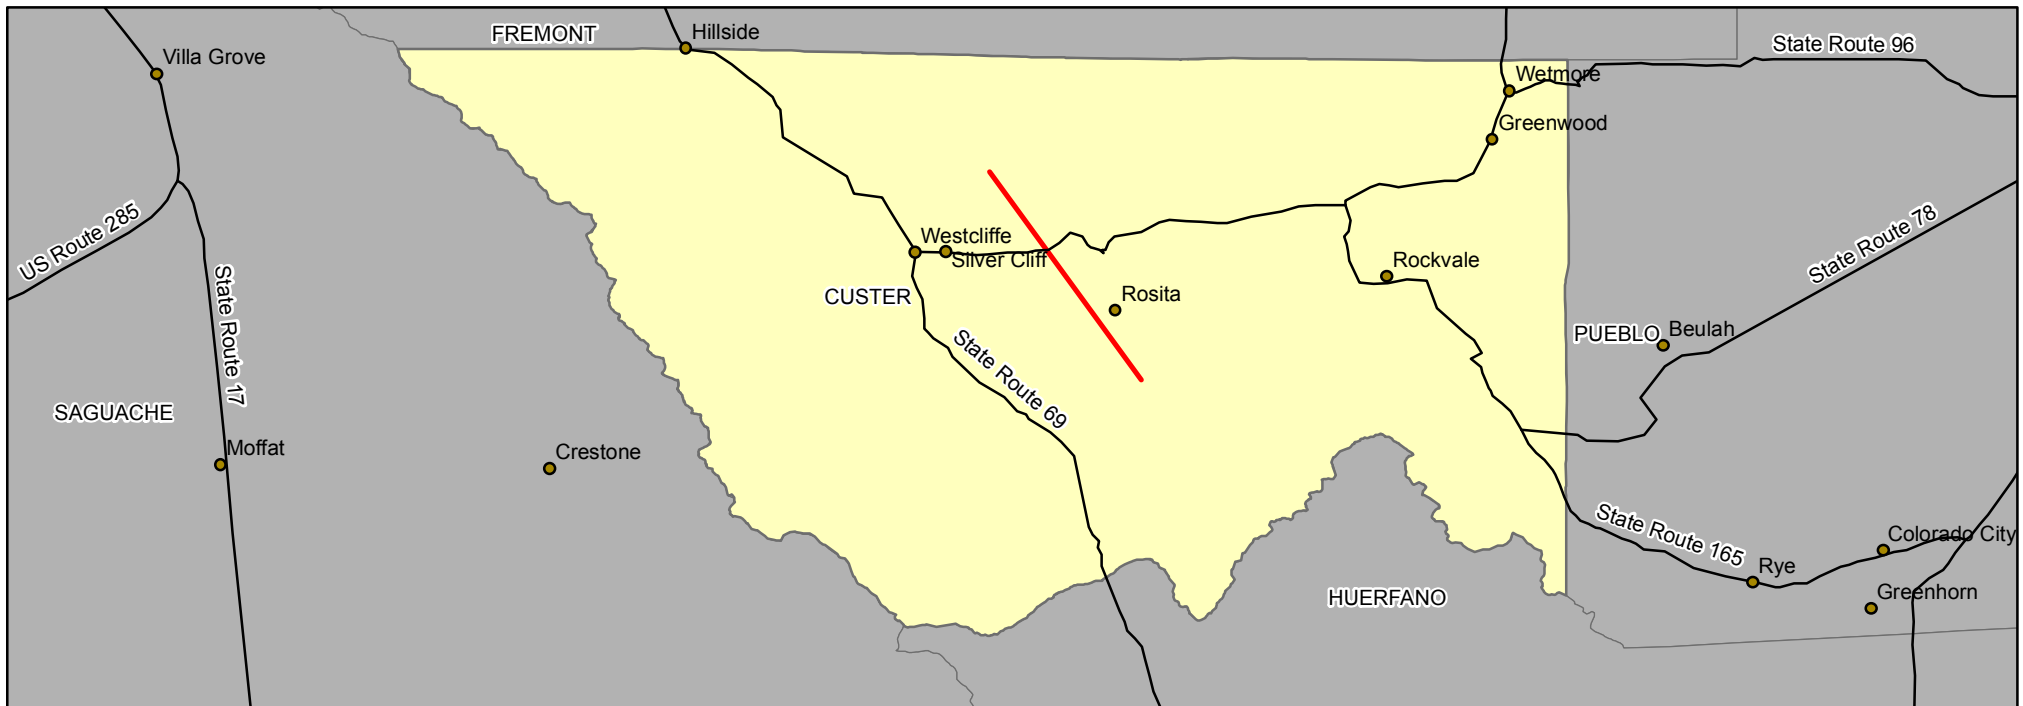 FREMONT
Hillside
State Route 96
Villa Grove
Wetmore
Greenwood
US Route 285
State Route 17
Westcliffe
Silver Cliff
CUSTER
Rosita
Rockvale
State Route 78
PUEBLO
Beulah
State Route 69
SAGUACHE
Moffat
Crestone
State Route 165
Colorado City
Rye
Greenhorn
HUERFANO